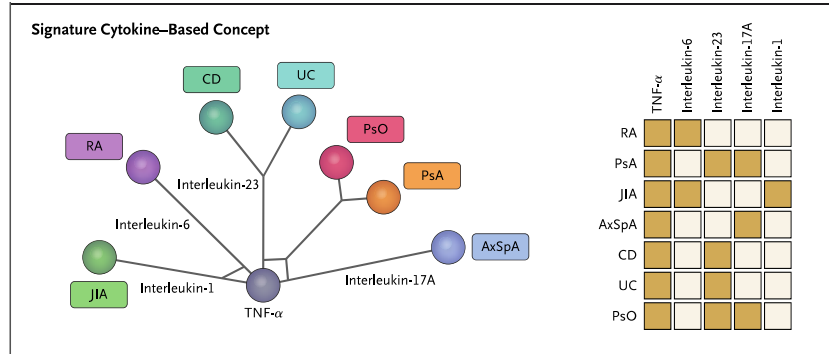 Signature Cytokine–Based Concept
CD
UC
PsO
RA
PsA
Interleukin-23
Interleukin-6
AxSpA
JIA
Interleukin-1
Interleukin-17A
TNF-α
TNF-α
Interleukin-6
Interleukin-23
Interleukin-17A
Interleukin-1
RA
PsA
JIA
AxSpA
CD
UC
PsO